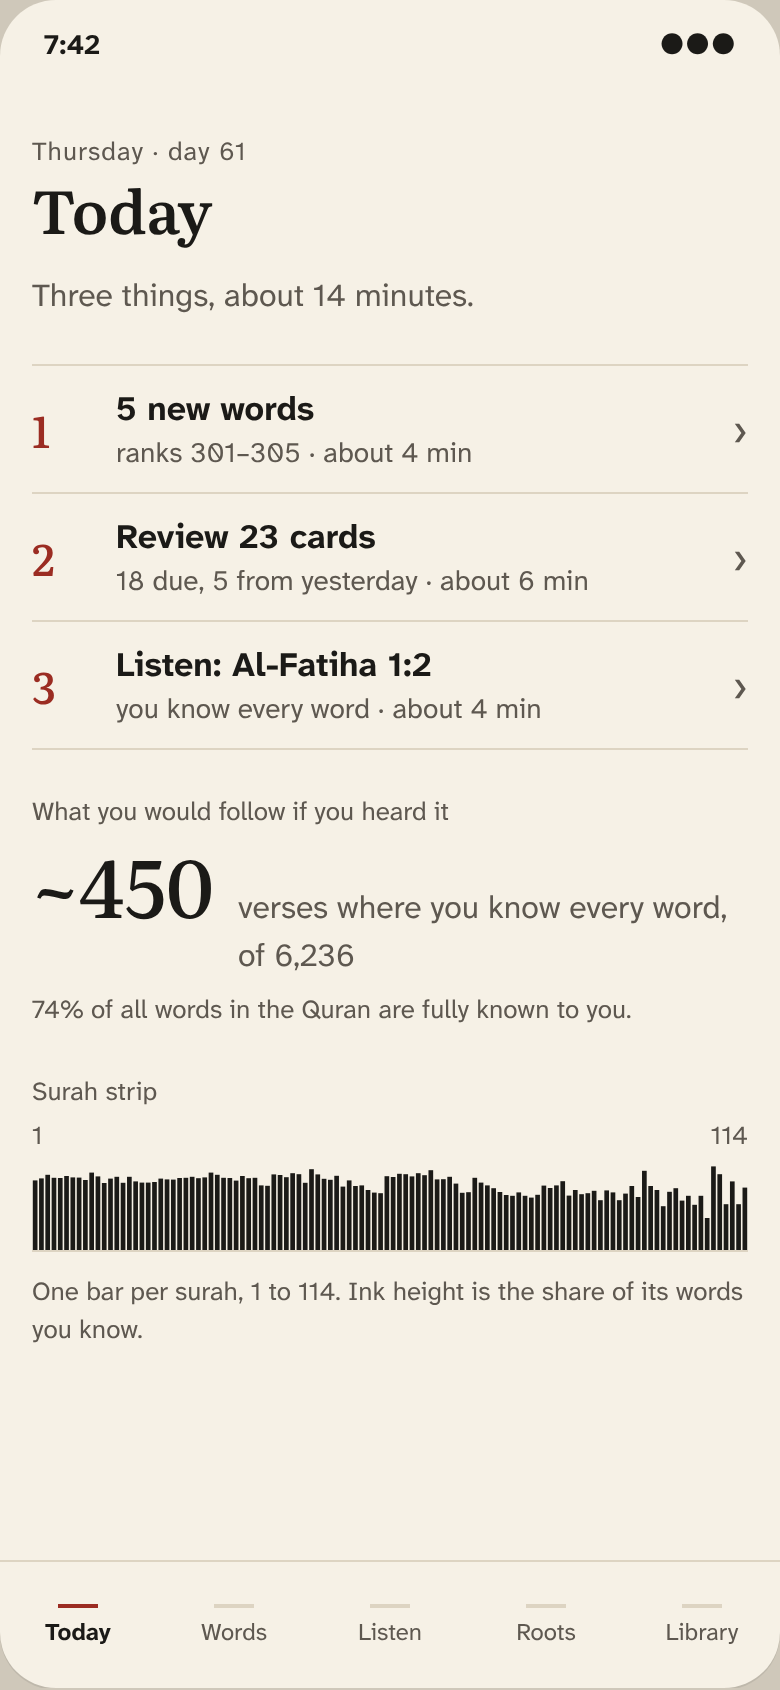 7:42
Thursday · day 61
Today
Three things, about 14 minutes.
1
5 new words
ranks 301–305 · about 4 min
›
2
Review 23 cards
18 due, 5 from yesterday · about 6 min
›
3
Listen: Al-Fatiha 1:2
you know every word · about 4 min
›
What you would follow if you heard it
~450 verses where you know every word,
of 6,236
74% of all words in the Quran are fully known to you.
Surah strip
1 114
One bar per surah, 1 to 114. Ink height is the share of its words
you know.
Today Words Listen Roots Library